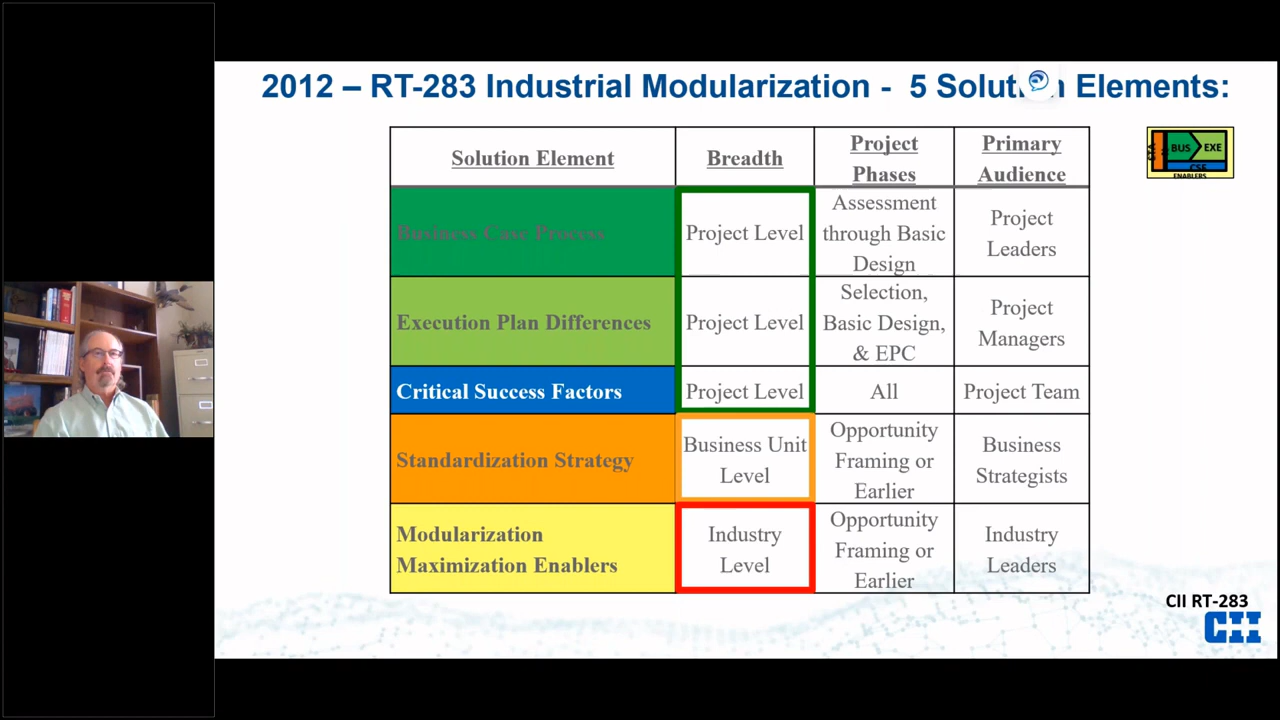 2012 – RT-283 Industrial Modularization - 5 Solution Elements:
Solution Element
Breadth
Project
Phases
Primary
Audience
Business Case Process
Project Level
Assessment
through Basic
Design
Project
Leaders
Execution Plan Differences
Project Level
Selection,
Basic Design,
& EPC
Project
Managers
Critical Success Factors
Project Level
All
Project Team
Standardization Strategy
Business Unit
Level
Opportunity
Framing or
Earlier
Business
Strategists
Modularization
Maximization Enablers
Industry
Level
Opportunity
Framing or
Earlier
Industry
Leaders
BUS
EXE
CSF
ENABLERS
CII RT-283
CII